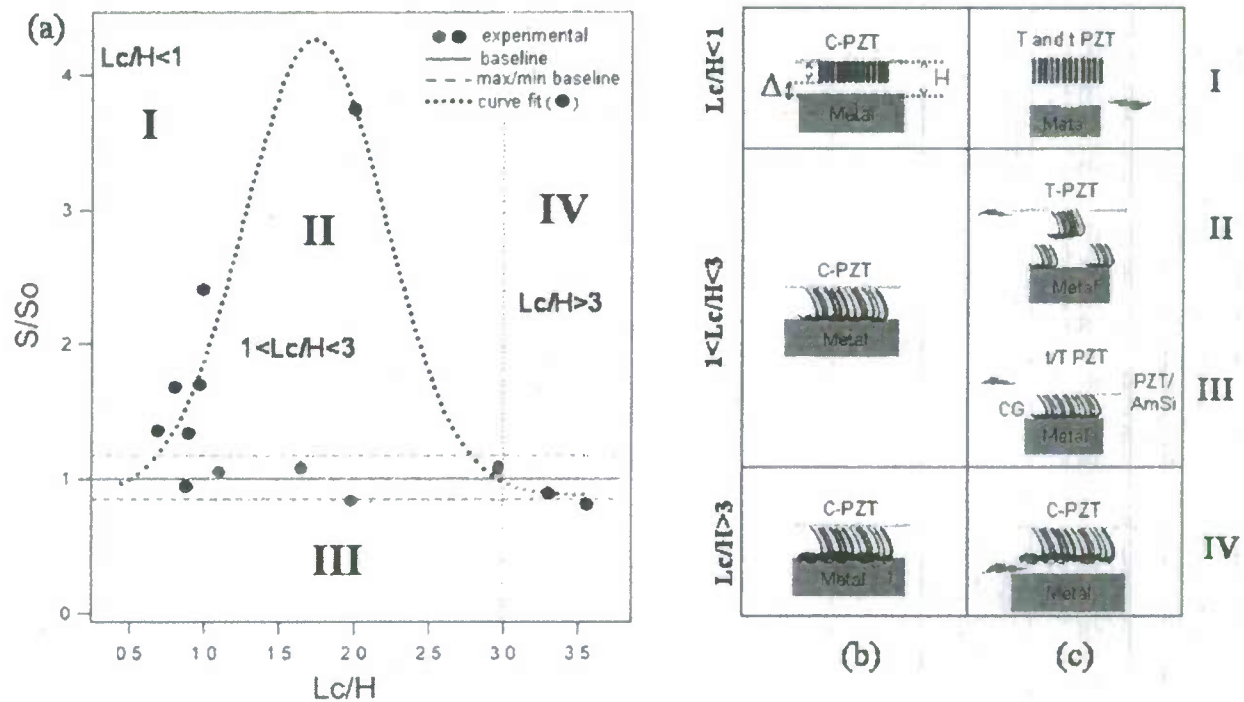 (a)
Lc/H<1
I
II
IV
Lc/H>3
1<Lc/H<3
III
experimental
baseline
max/min baseline
curve fit ( )
S/So
4
3
2
1
0
0 5
1.0
1 5
2 0
2 5
3 0
3 5
Lc/H
Lc/H<1
C-PZT
Δt
H
Metal
T and t PZT
Metal
I
1<Lc/H<3
C-PZT
Metal
T-PZT
Metal
II
t/T PZT
CG
Metal
PZT/
AmSi
III
Lc/H>3
C-PZT
Metal
C-PZT
Metal
IV
(b)
(c)